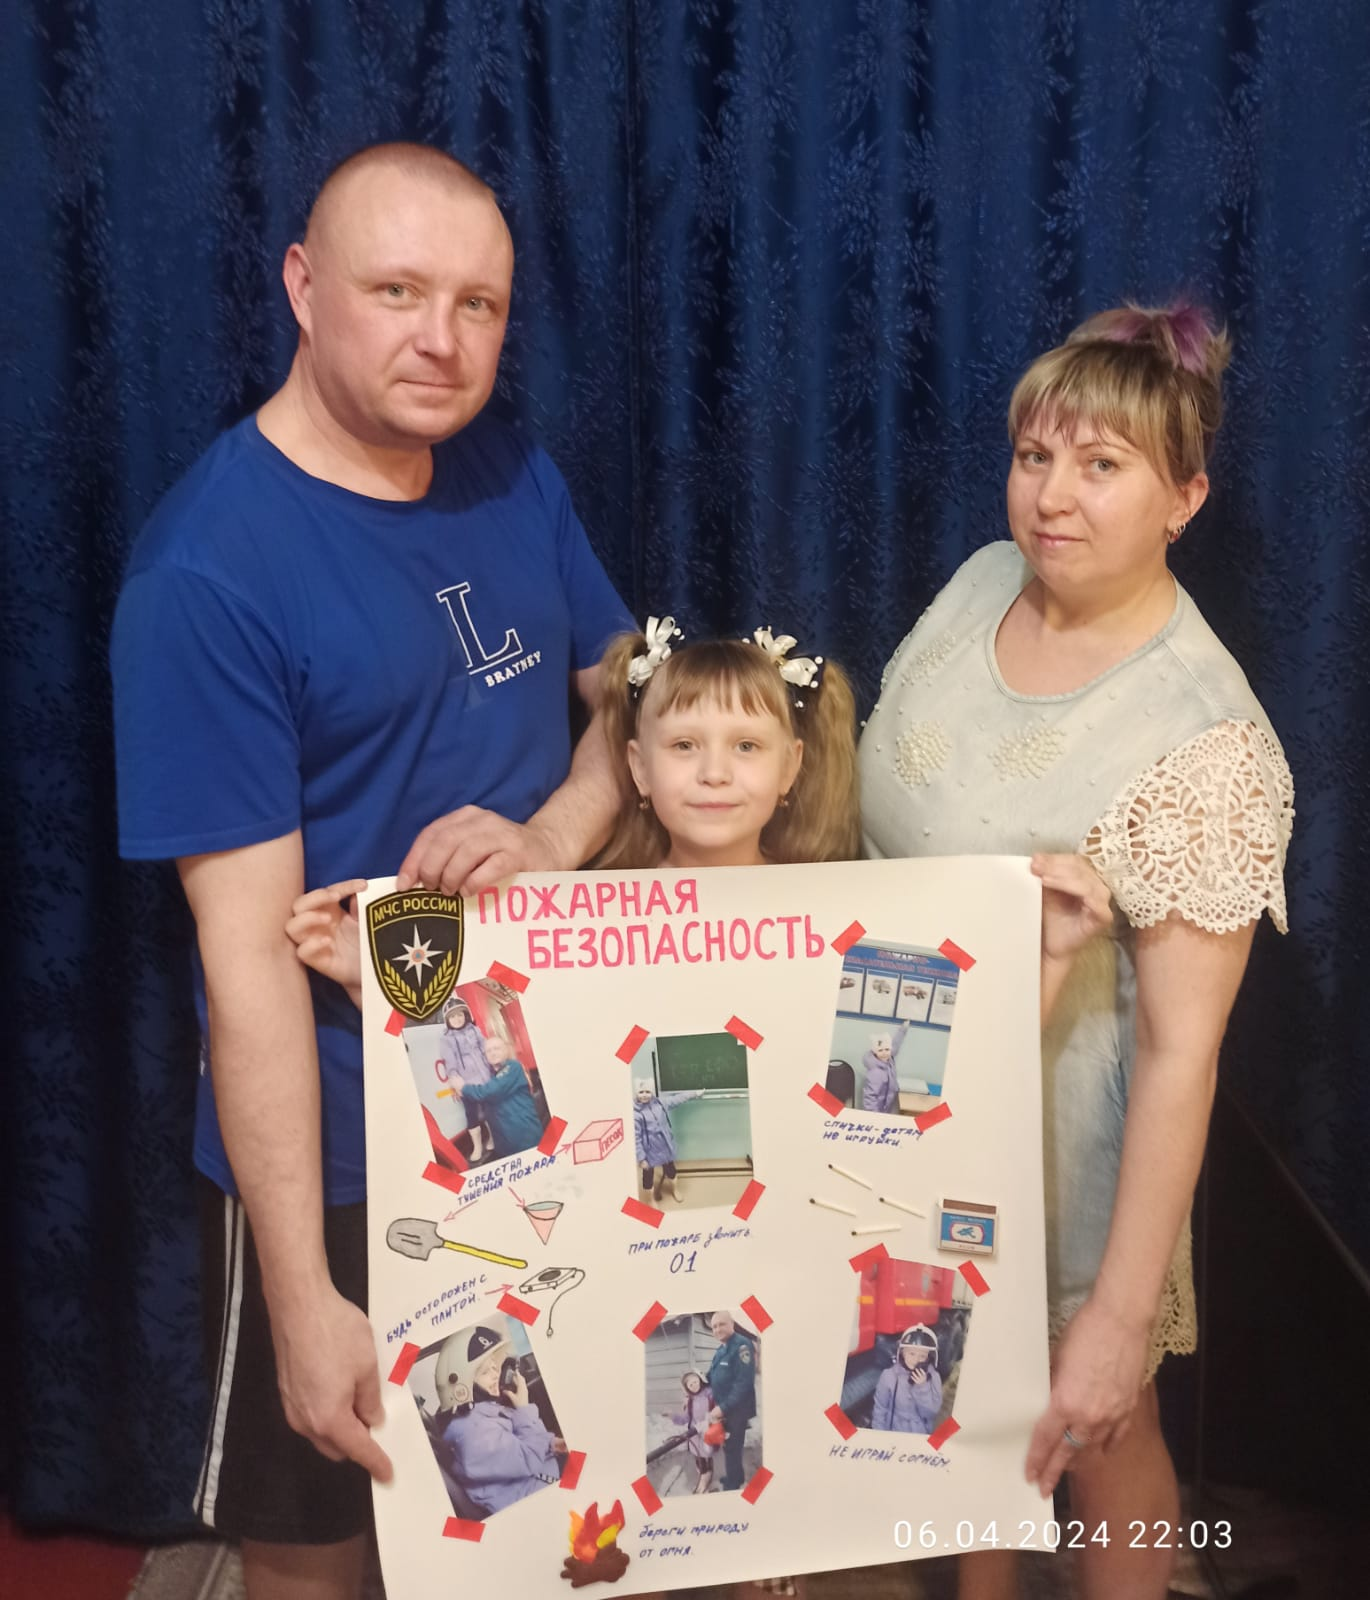 L
BRATNEY
МЧС РОССИИ
ПОЖАРНАЯ
БЕЗОПАСНОСТЬ
СРЕДСТВА
ТУШЕНИЯ ПОЖАРА
ПЕСОК
ПРИ ПОЖАРЕ звонить.
01
СПИЧКИ - ДЕТЯМ
НЕ ИГРУШКИ.
БУДЬ ОСТОРОЖЕН С
ПЛИТОЙ.
береги природу
от огня.
НЕ ИГРАЙ С ОГНЁМ.
06.04.2024 22:03